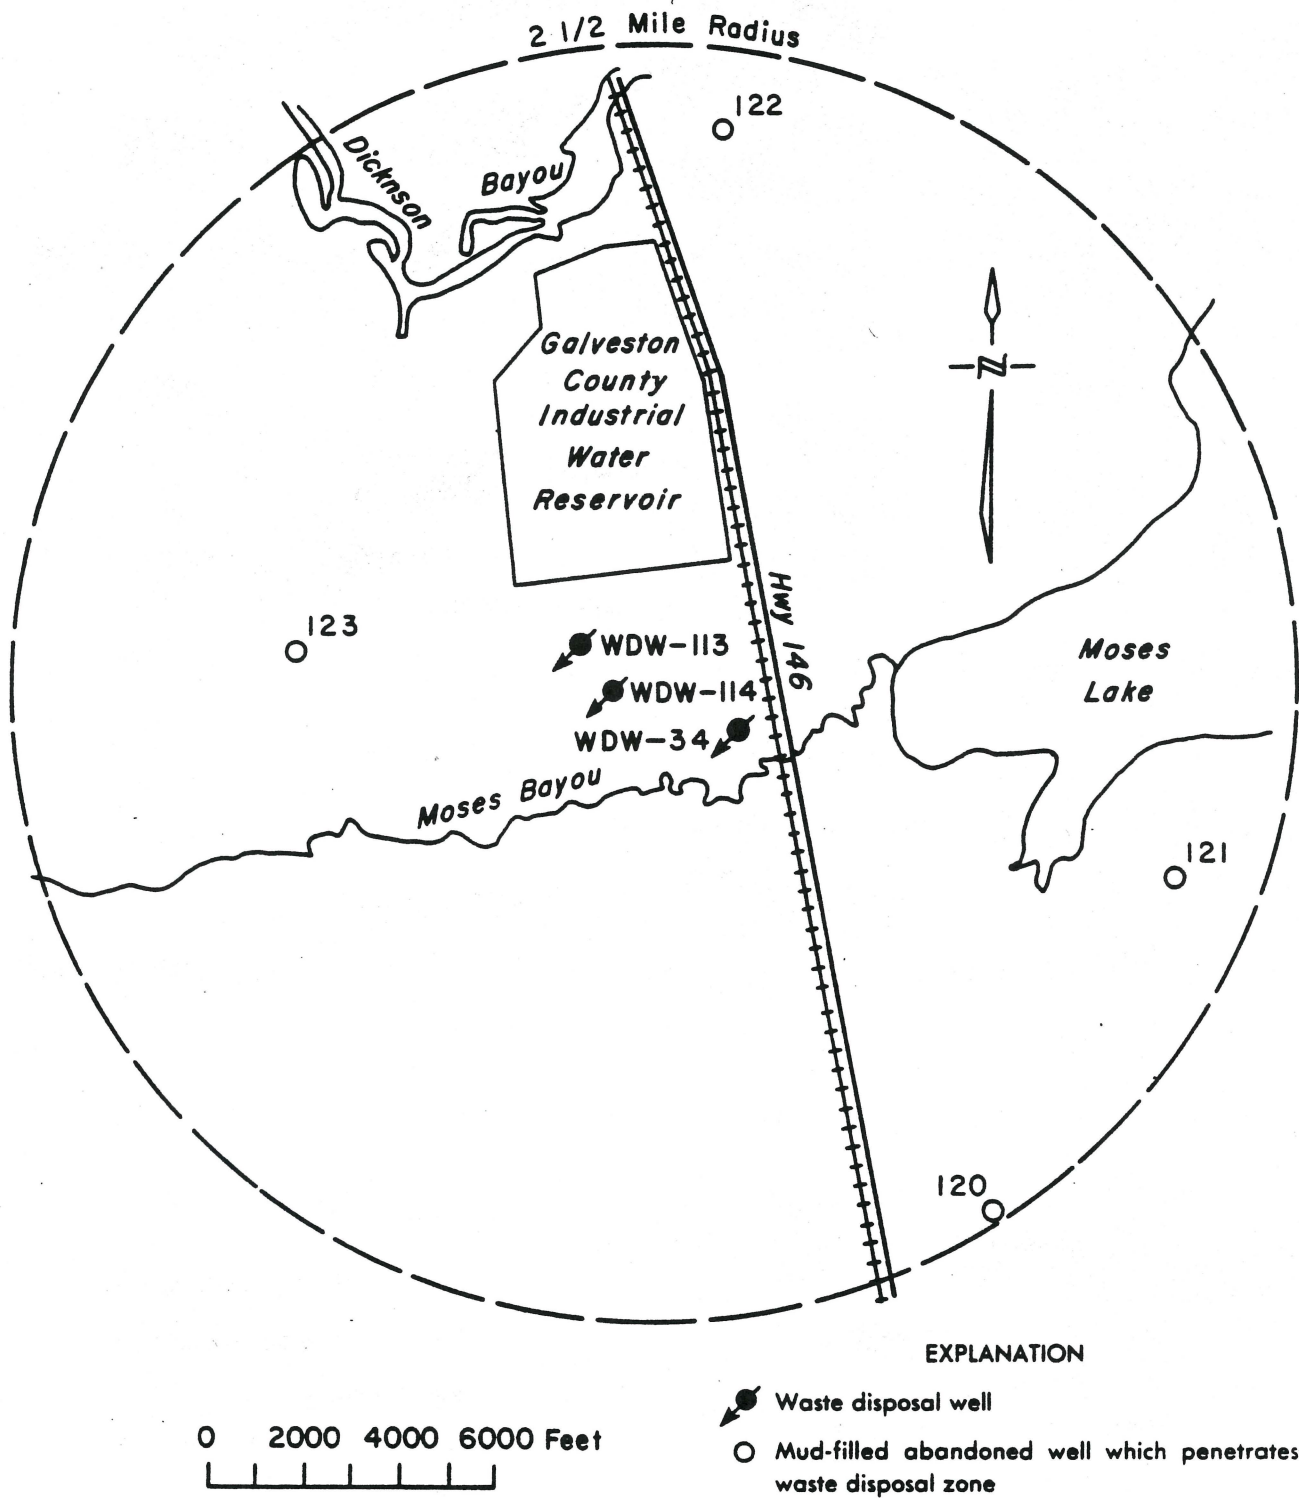 2 1/2 Mile Radius
122
Dicknson
Bayou
N
Galveston
County
Industrial
Water
Reservoir
Hwy 146
123
WDW-113
Moses
Lake
WDW-114
WDW-34
Moses Bayou
121
120
EXPLANATION
Waste disposal well
0 2000 4000 6000 Feet
Mud-filled abandoned well which penetrates
waste disposal zone